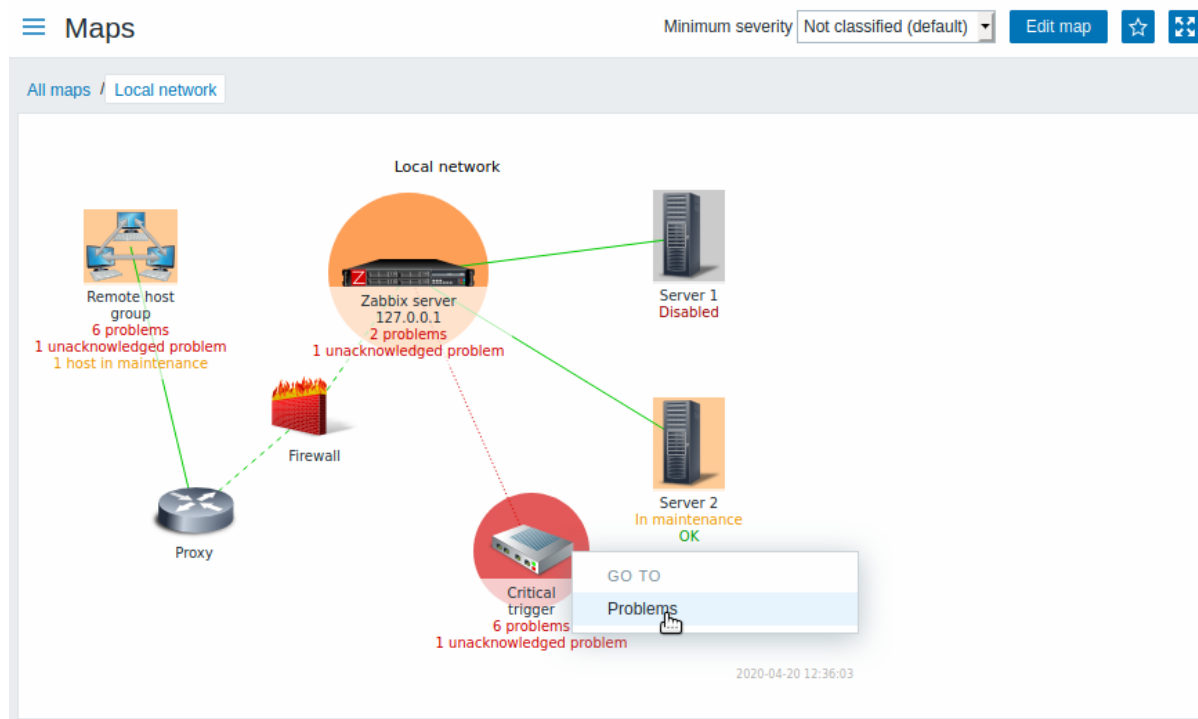 Maps
Minimum severity Not classified (default) Edit map
All maps / Local network
Local network
Remote host
group
6 problems
1 unacknowledged problem
1 host in maintenance
Z
Zabbix server
127.0.0.1
2 problems
1 unacknowledged problem
Server 1
Disabled
Firewall
Proxy
Server 2
In maintenance
OK
Critical
trigger
6 problems
1 unacknowledged problem
GO TO
Problems
2020-04-20 12:36:03